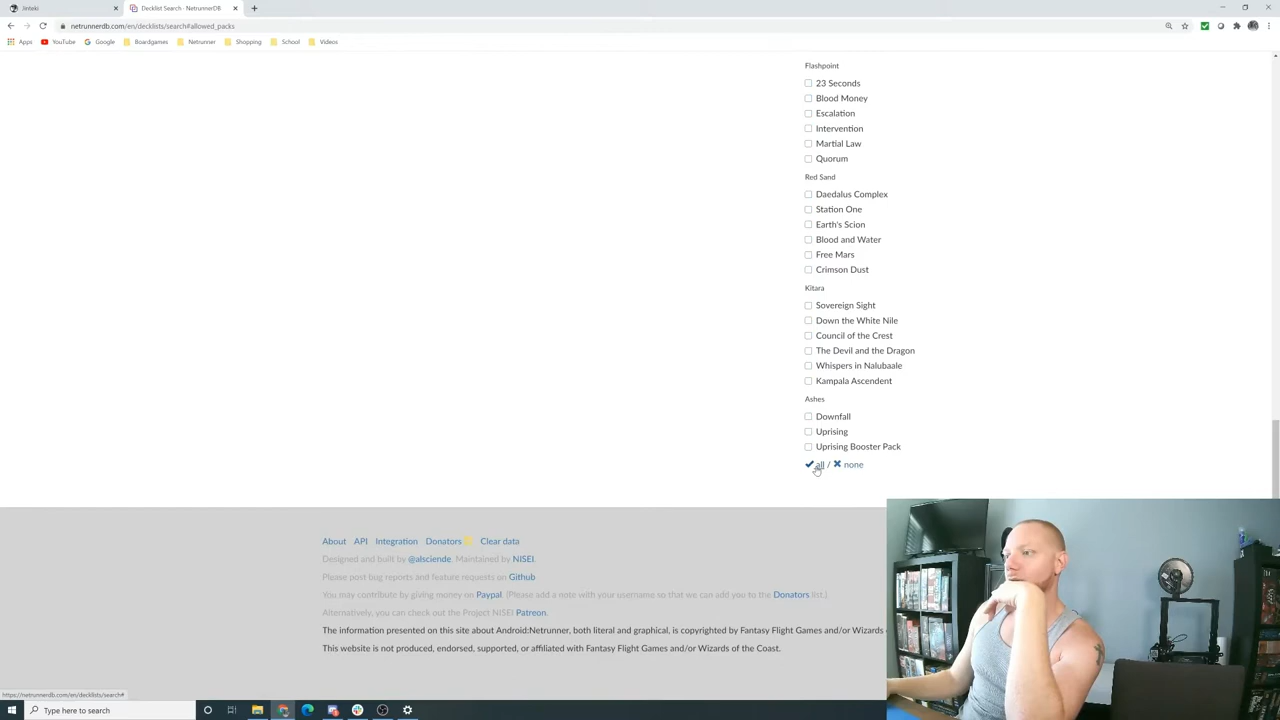 Jinteki
Decklist Search · NetrunnerDB
netrunnerdb.com/en/decklists/search#allowed_packs
Apps YouTube Google Boardgames Netrunner Shopping School Videos
Flashpoint
23 Seconds
Blood Money
Escalation
Intervention
Martial Law
Quorum
Red Sand
Daedalus Complex
Station One
Earth's Scion
Blood and Water
Free Mars
Crimson Dust
Kitara
Sovereign Sight
Down the White Nile
Council of the Crest
The Devil and the Dragon
Whispers in Nalubaale
Kampala Ascendent
Ashes
Downfall
Uprising
Uprising Booster Pack
all / none
About API Integration Donators Clear data
Designed and built by @alsciende. Maintained by NISEI.
Please post bug reports and feature requests on Github
You may contribute by giving money on Paypal. (Please add a note with your username so that we can add you to the Donators list.)
Alternatively, you can check out the Project NISEI Patreon.
The information presented on this site about Android:Netrunner, both literal and graphical, is copyrighted by Fantasy Flight Games and/or Wizards
This website is not produced, endorsed, supported, or affiliated with Fantasy Flight Games and/or Wizards of the Coast.
https://netrunnerdb.com/en/decklists/search#
Type here to search